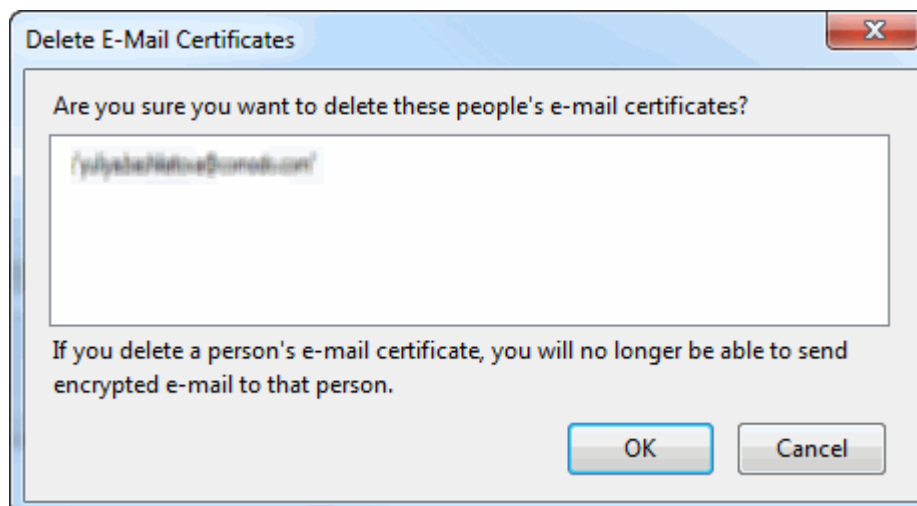 Delete E-Mail Certificates
Are you sure you want to delete these people's e-mail certificates?
If you delete a person's e-mail certificate, you will no longer be able to send
encrypted e-mail to that person.
OK Cancel